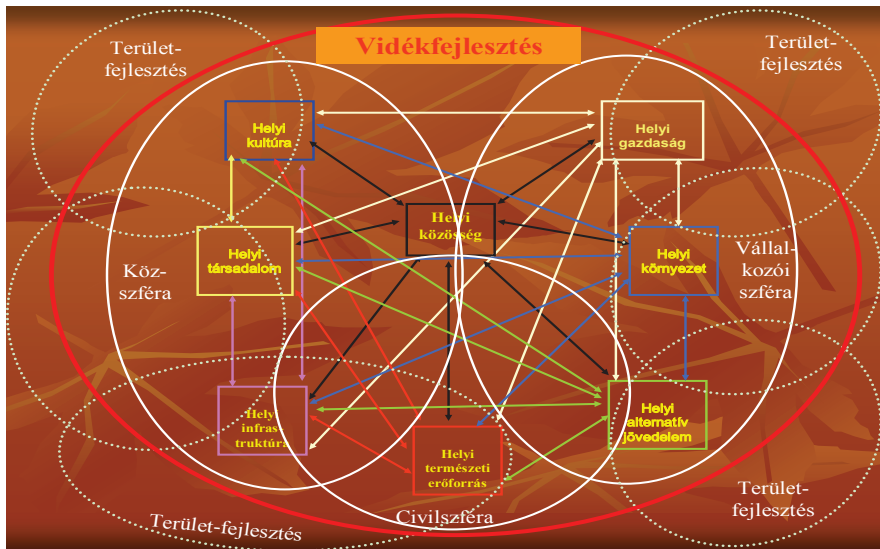 Vidékfejlesztés
Terület-
fejlesztés
Terület-
fejlesztés
Helyi
kultúra
Helyi
gazdaság
Helyi
közösség
Helyi
társadalom
Helyi
környezet
Köz-
szféra
Vállal-
kozói
szféra
Helyi
infras-
truktúra
Helyi
természeti
erőforrás
Helyi
alternatív
jövedelem
Terület-fejlesztés
Civilszféra
Terület-
fejlesztés